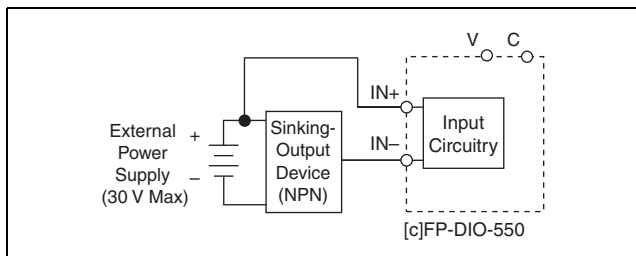 V C
IN+
External
Power
Supply
(30 V Max)
+
–
Sinking-
Output
Device
(NPN)
IN–
Input
Circuitry
[c]FP-DIO-550